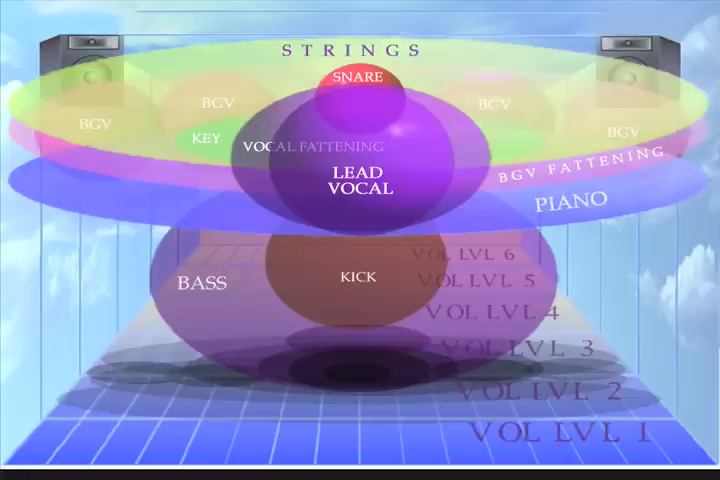 STRINGS
SNARE
BGV
BGV
BGV
BGV
KEY
VOCAL FATTENING
LEAD
VOCAL
BGV FATTENING
PIANO
BASS
KICK
VOL LVL 6
VOL LVL 5
VOL LVL 4
VOL LVL 3
VOL LVL 2
VOL LVL 1